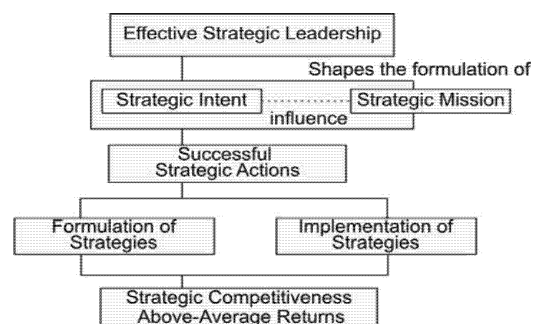 Effective Strategic Leadership
Shapes the formulation of
Strategic Intent
Strategic Mission
influence
Successful
Strategic Actions
Formulation of
Strategies
Implementation of
Strategies
Strategic Competitiveness
Above-Average Returns